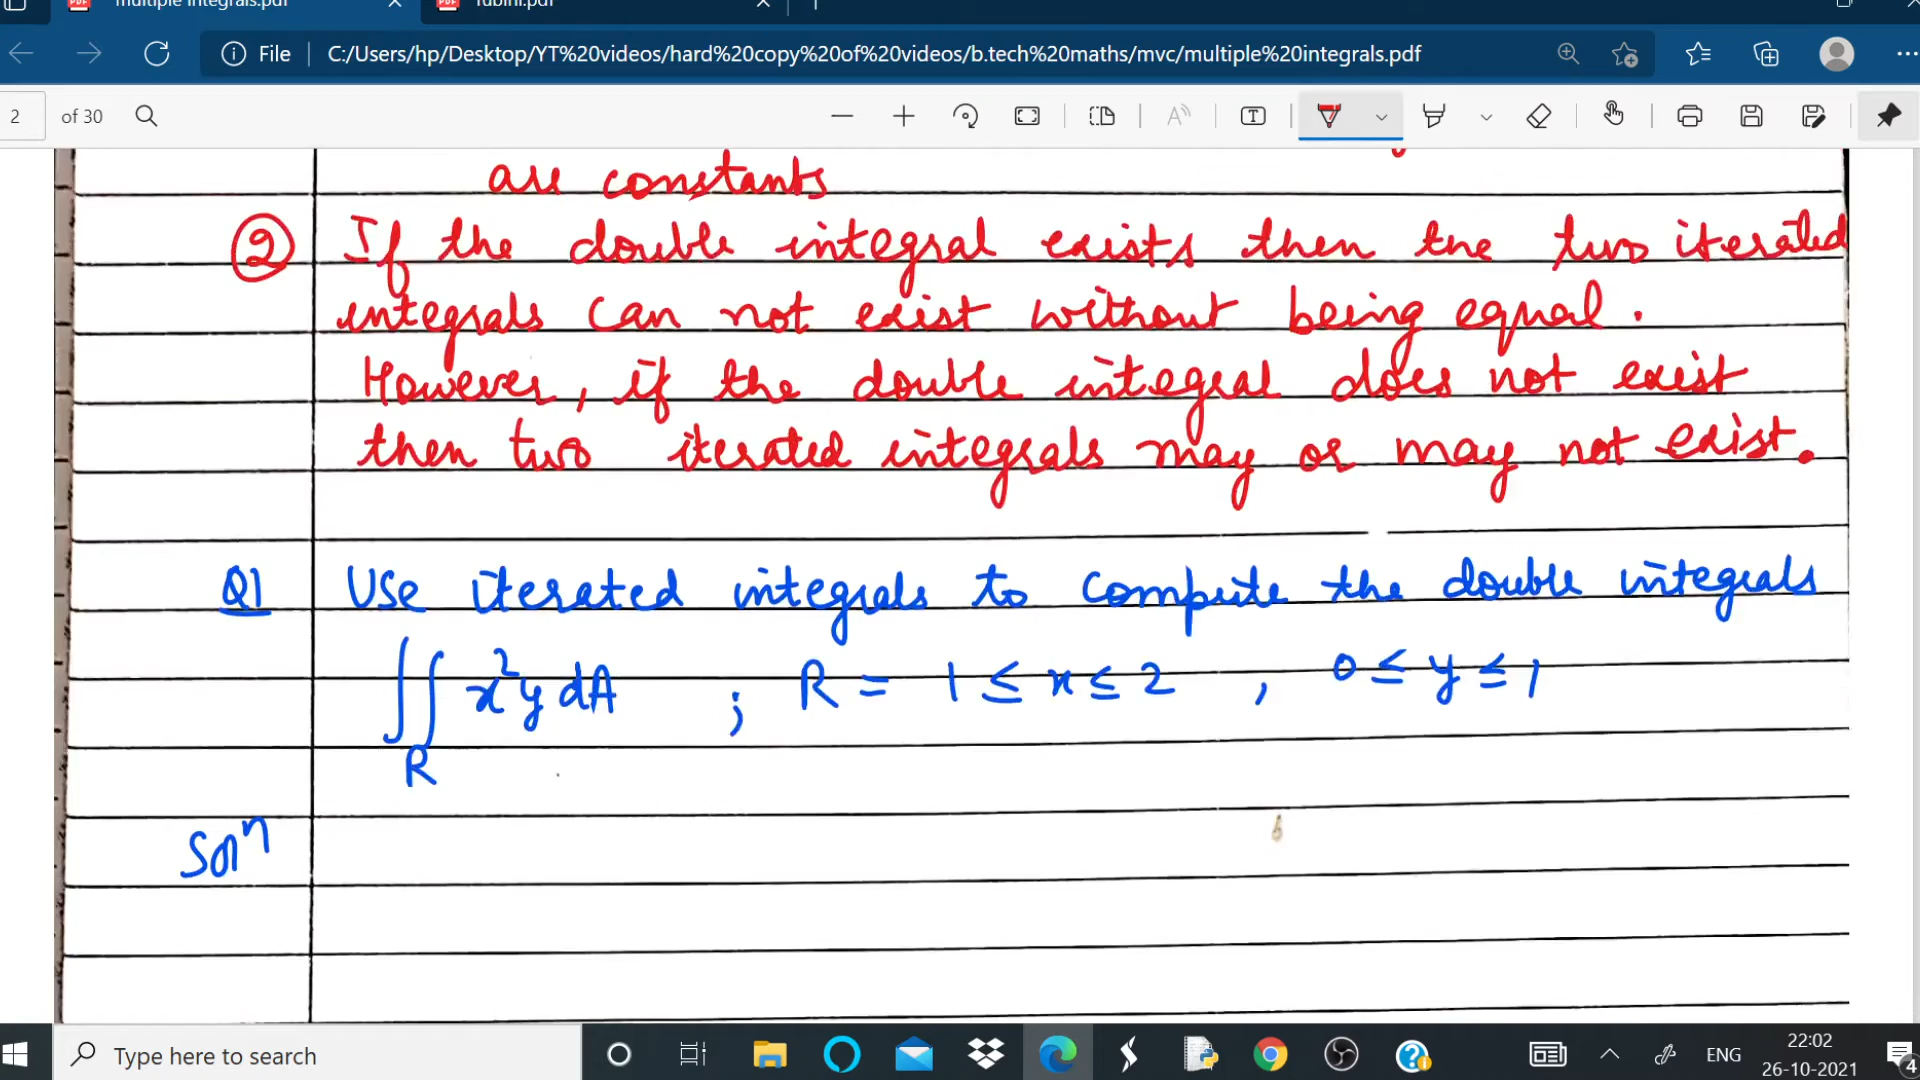 multiple integrals.pdf
fubini.pdf
File
C:/Users/hp/Desktop/YT%20videos/hard%20copy%20of%20videos/b.tech%20maths/mvc/multiple%20integrals.pdf
2 of 30
are constants
② If the double integral exists then the two iterated
integrals can not exist without being equal.
However, if the double integral does not exist
then two iterated integrals may or may not exist.
Q1 Use iterated integrals to compute the double integrals
∬ x²y dA ; R = 1 ≤ x ≤ 2 , 0 ≤ y ≤ 1
R
Solⁿ
Type here to search
ENG
22:02
26-10-2021
4